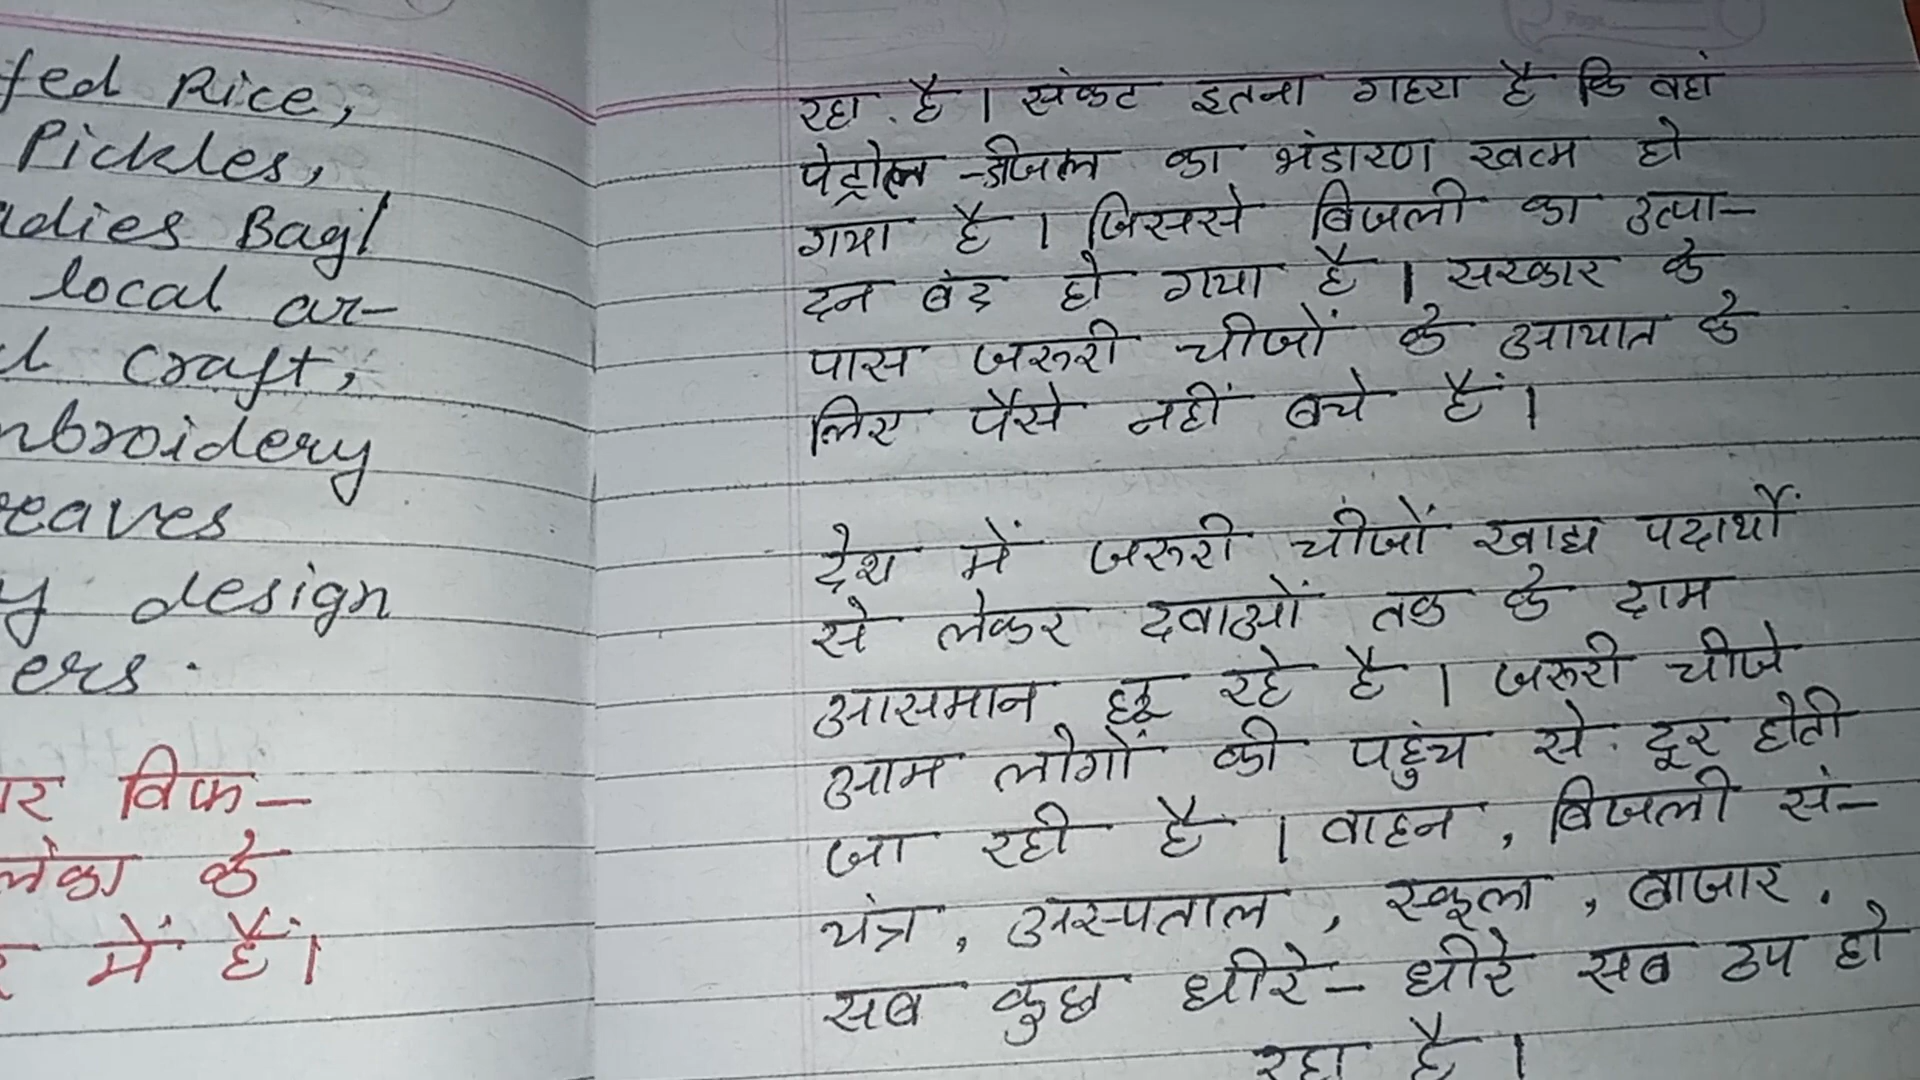 fed Rice,
Pickles,
adies Bag/
local ar-
craft,
nbroidery
eaves
y design
ers.
विक-
के
में हैं।
रहा है। संकट इतना गहरा है कि वहां
पेट्रोल -डीजल का भंडारण खत्म हो
गया है। जिससे बिजली का उत्पा-
दन बंद हो गया है। सरकार के
पास जरूरी चीजों के आयात के
लिए पैसे नहीं बचे हैं।
देश में जरूरी चीजों खाद्य पदार्थों
से लेकर दवाओं तक के दाम
आसमान छू रहे है। जरूरी चीजे
आम लोगों की पहुंच से दूर होती
जा रही है। वाहन, बिजली सं-
यंत्र, अस्पताल, स्कूल, बाजार,
सब कुछ धीरे-धीरे सब ठप हो
रहा है।